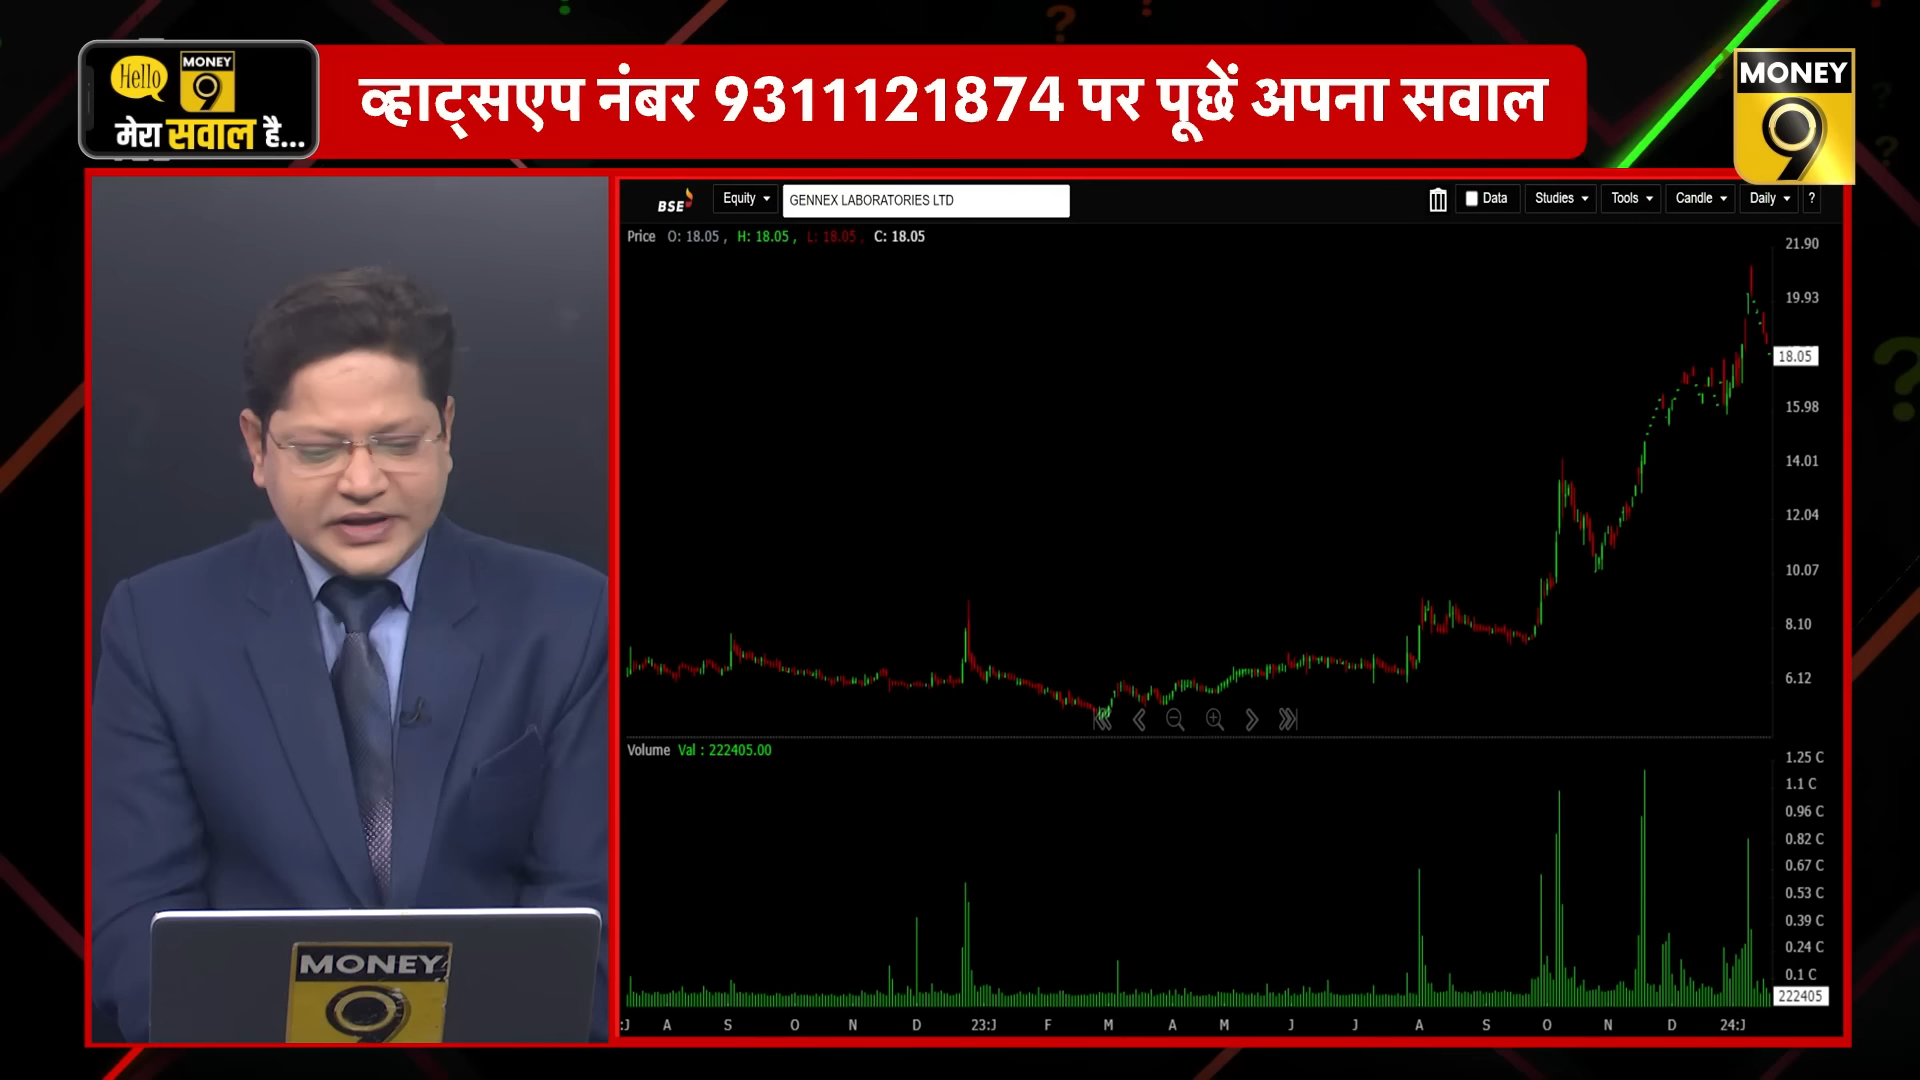 Hello
MONEY
9
मेरा सवाल है...
व्हाट्सएप नंबर 9311121874 पर पूछें अपना सवाल
MONEY
9
BSE
Equity
GENNEX LABORATORIES LTD
Data
Studies
Tools
Candle
Daily
?
Price O: 18.05 , H: 18.05 , L: 18.05 , C: 18.05
21.90
19.93
18.05
15.98
14.01
12.04
10.07
8.10
6.12
Volume Val : 222405.00
1.25 C
1.1 C
0.96 C
0.82 C
0.67 C
0.53 C
0.39 C
0.24 C
0.1 C
222405
:J A S O N D 23:J F M A M J J A S O N D 24:J
MONEY
9